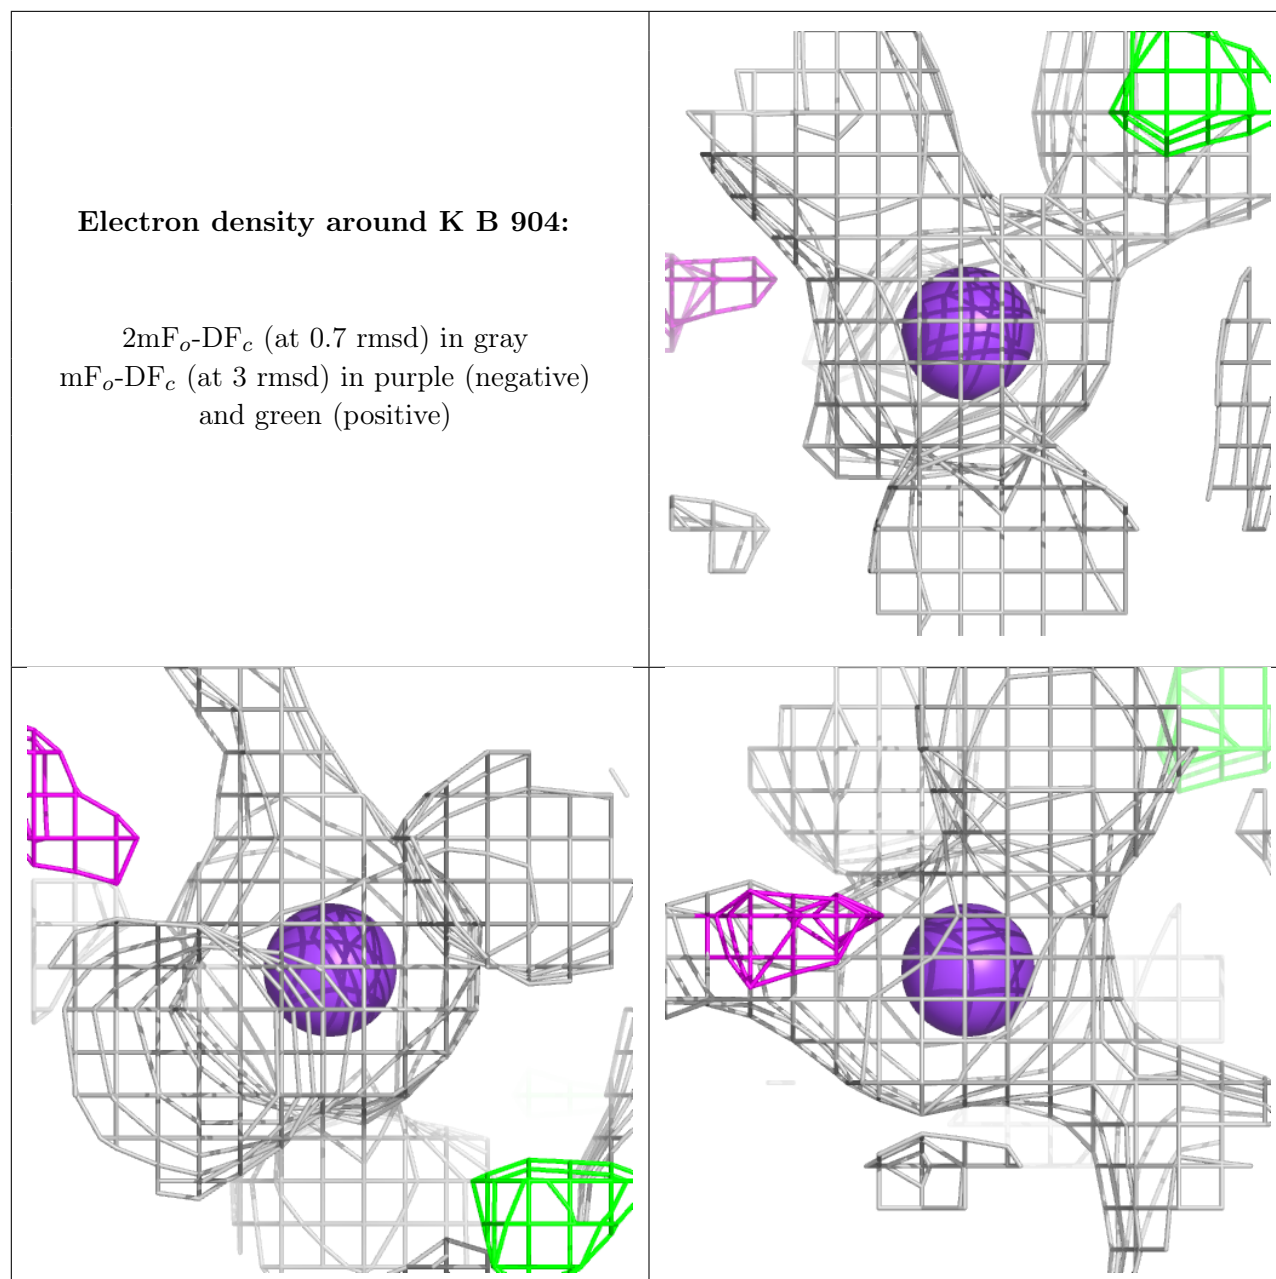 Electron density around K B 904:
2mFo-DFc (at 0.7 rmsd) in gray
mFo-DFc (at 3 rmsd) in purple (negative)
and green (positive)